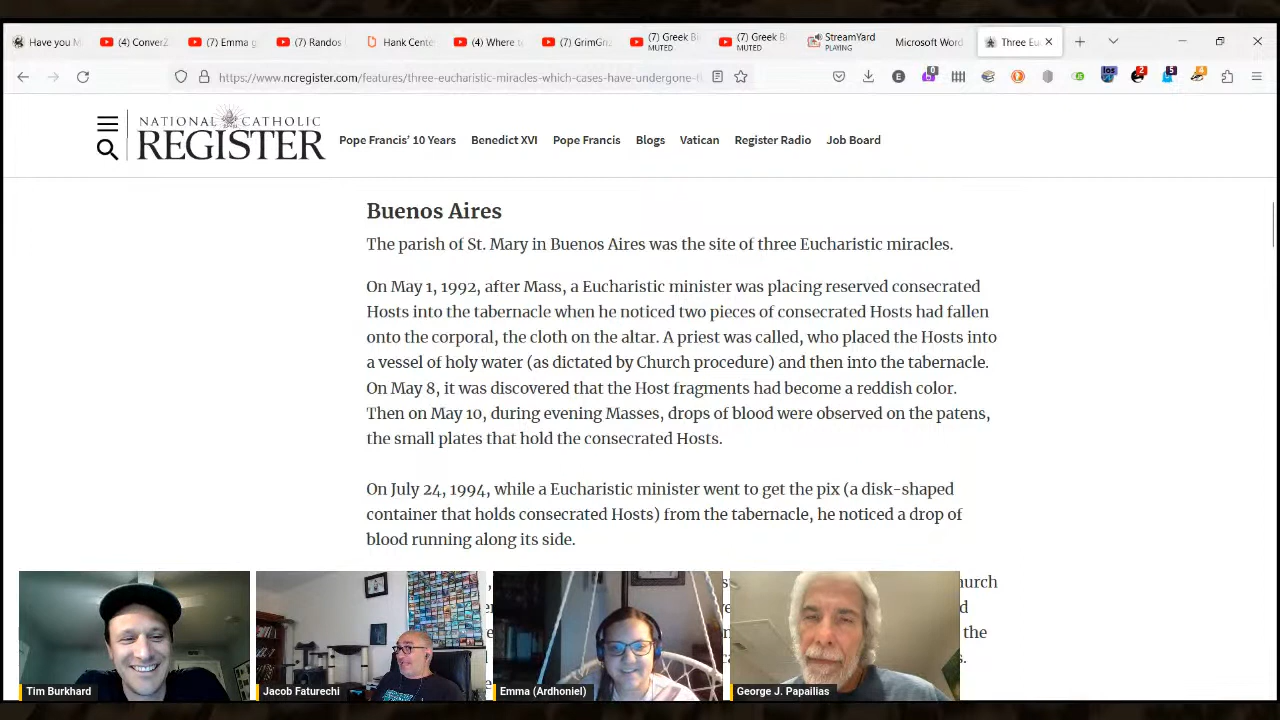 Have you M
(4) ConverZ
(7) Emma g
(7) Randos
Hank Cente
(4) Where t
(7) GrimGri
(7) Greek B
MUTED
(7) Greek B
MUTED
StreamYard
PLAYING
Microsoft Word
Three Eu
https://www.ncregister.com/features/three-eucharistic-miracles-which-cases-have-undergone-t
NATIONAL CATHOLIC
REGISTER
Pope Francis' 10 Years Benedict XVI Pope Francis Blogs Vatican Register Radio Job Board
Buenos Aires
The parish of St. Mary in Buenos Aires was the site of three Eucharistic miracles.
On May 1, 1992, after Mass, a Eucharistic minister was placing reserved consecrated
Hosts into the tabernacle when he noticed two pieces of consecrated Hosts had fallen
onto the corporal, the cloth on the altar. A priest was called, who placed the Hosts into
a vessel of holy water (as dictated by Church procedure) and then into the tabernacle.
On May 8, it was discovered that the Host fragments had become a reddish color.
Then on May 10, during evening Masses, drops of blood were observed on the patens,
the small plates that hold the consecrated Hosts.
On July 24, 1994, while a Eucharistic minister went to get the pix (a disk-shaped
container that holds consecrated Hosts) from the tabernacle, he noticed a drop of
blood running along its side.
the
Tim Burkhard
Jacob Faturechi
Emma (Ardhoniel)
George J. Papailias